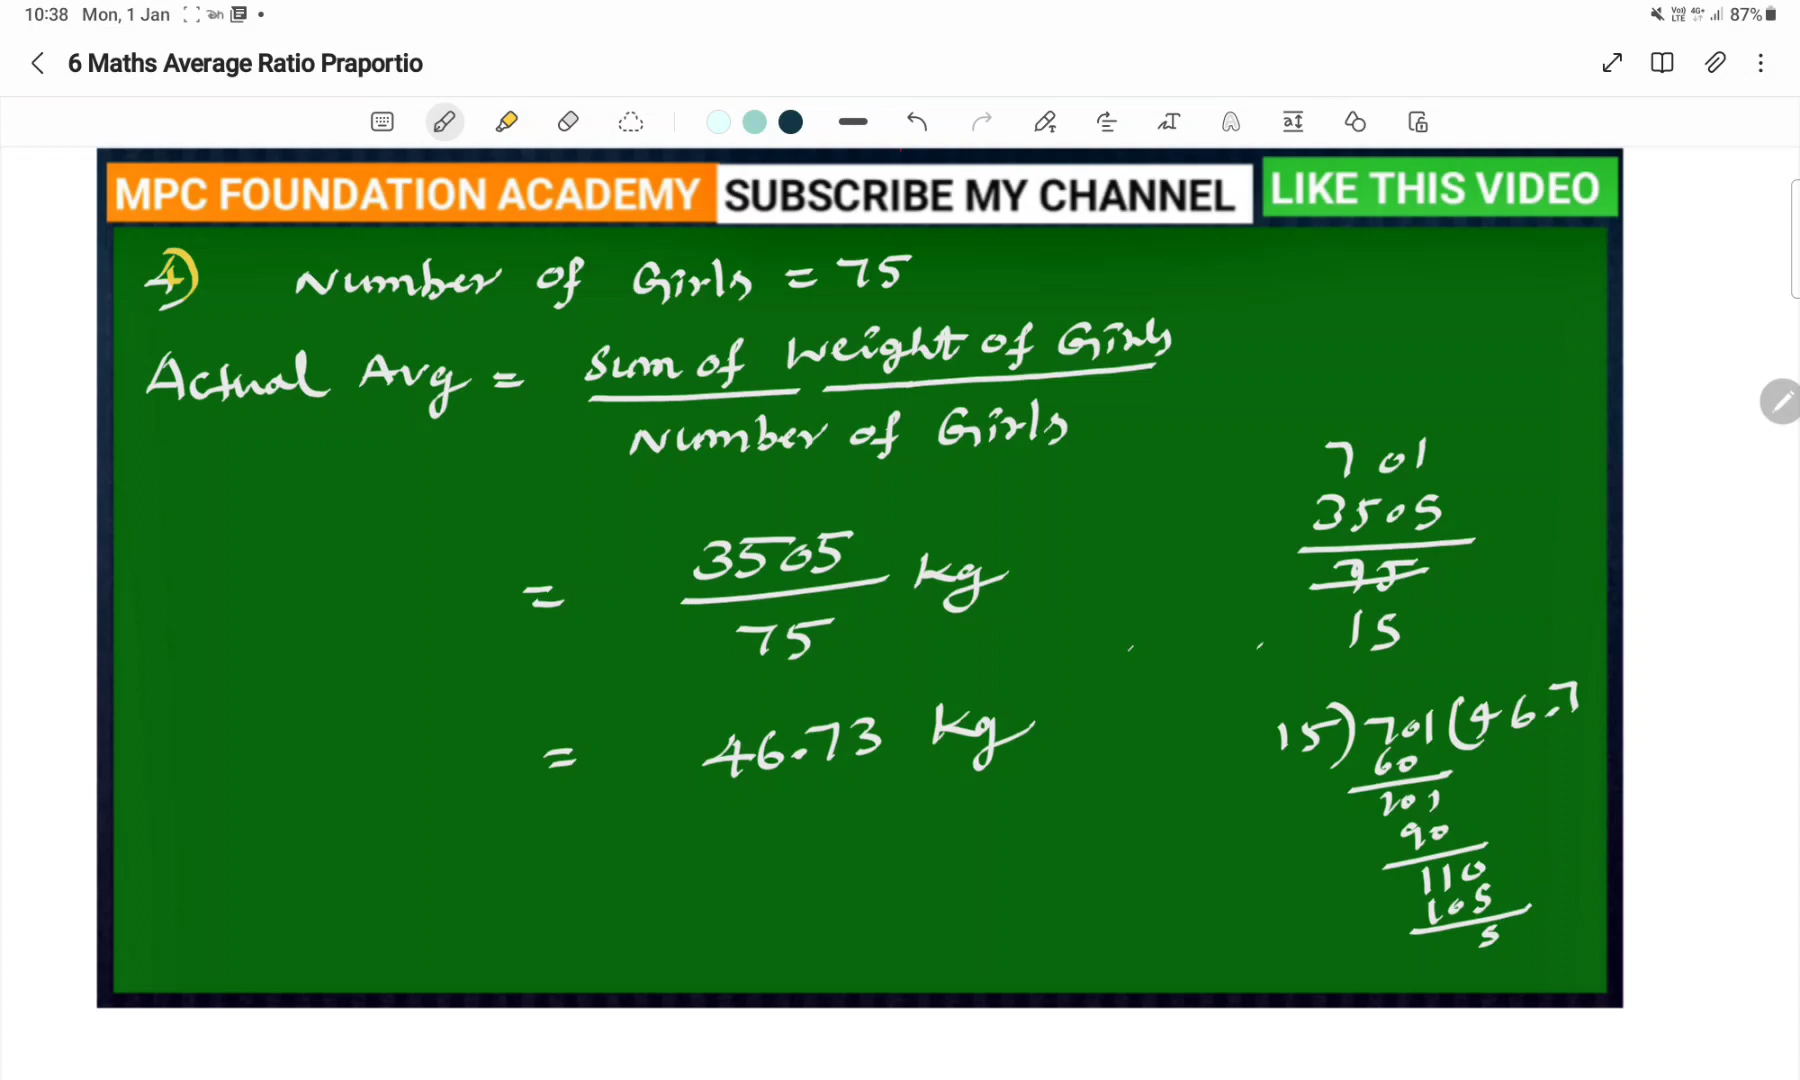 10:38 Mon, 1 Jan
87%
6 Maths Average Ratio Praportio
MPC FOUNDATION ACADEMY SUBSCRIBE MY CHANNEL LIKE THIS VIDEO
4) Number of Girls = 75
Actual Avg = Sum of Weight of Girls
Number of Girls
= 3505 kg
75
= 46.73 kg
701
3505
75
15
15)701(46.7
60
101
90
110
105
5